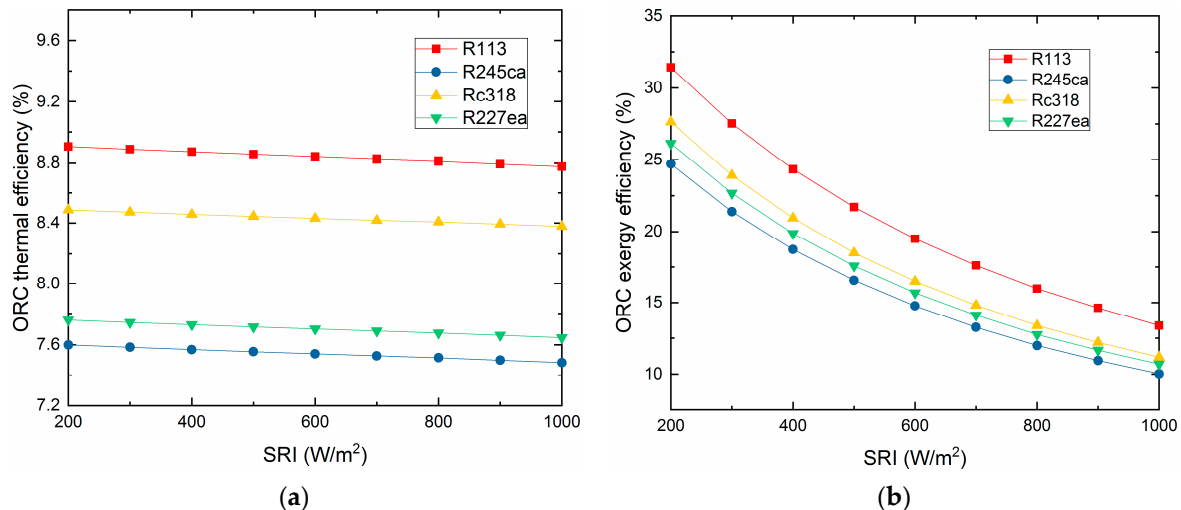 9.6
9.2
8.8
8.4
8.0
7.6
7.2
200
400
600
800
1000
ORC thermal efficiency (%)
SRI (W/m²)
R113
R245ca
Rc318
R227ea
(a)
35
30
25
20
15
10
200
400
600
800
1000
ORC exergy efficiency (%)
SRI (W/m²)
R113
R245ca
Rc318
R227ea
(b)